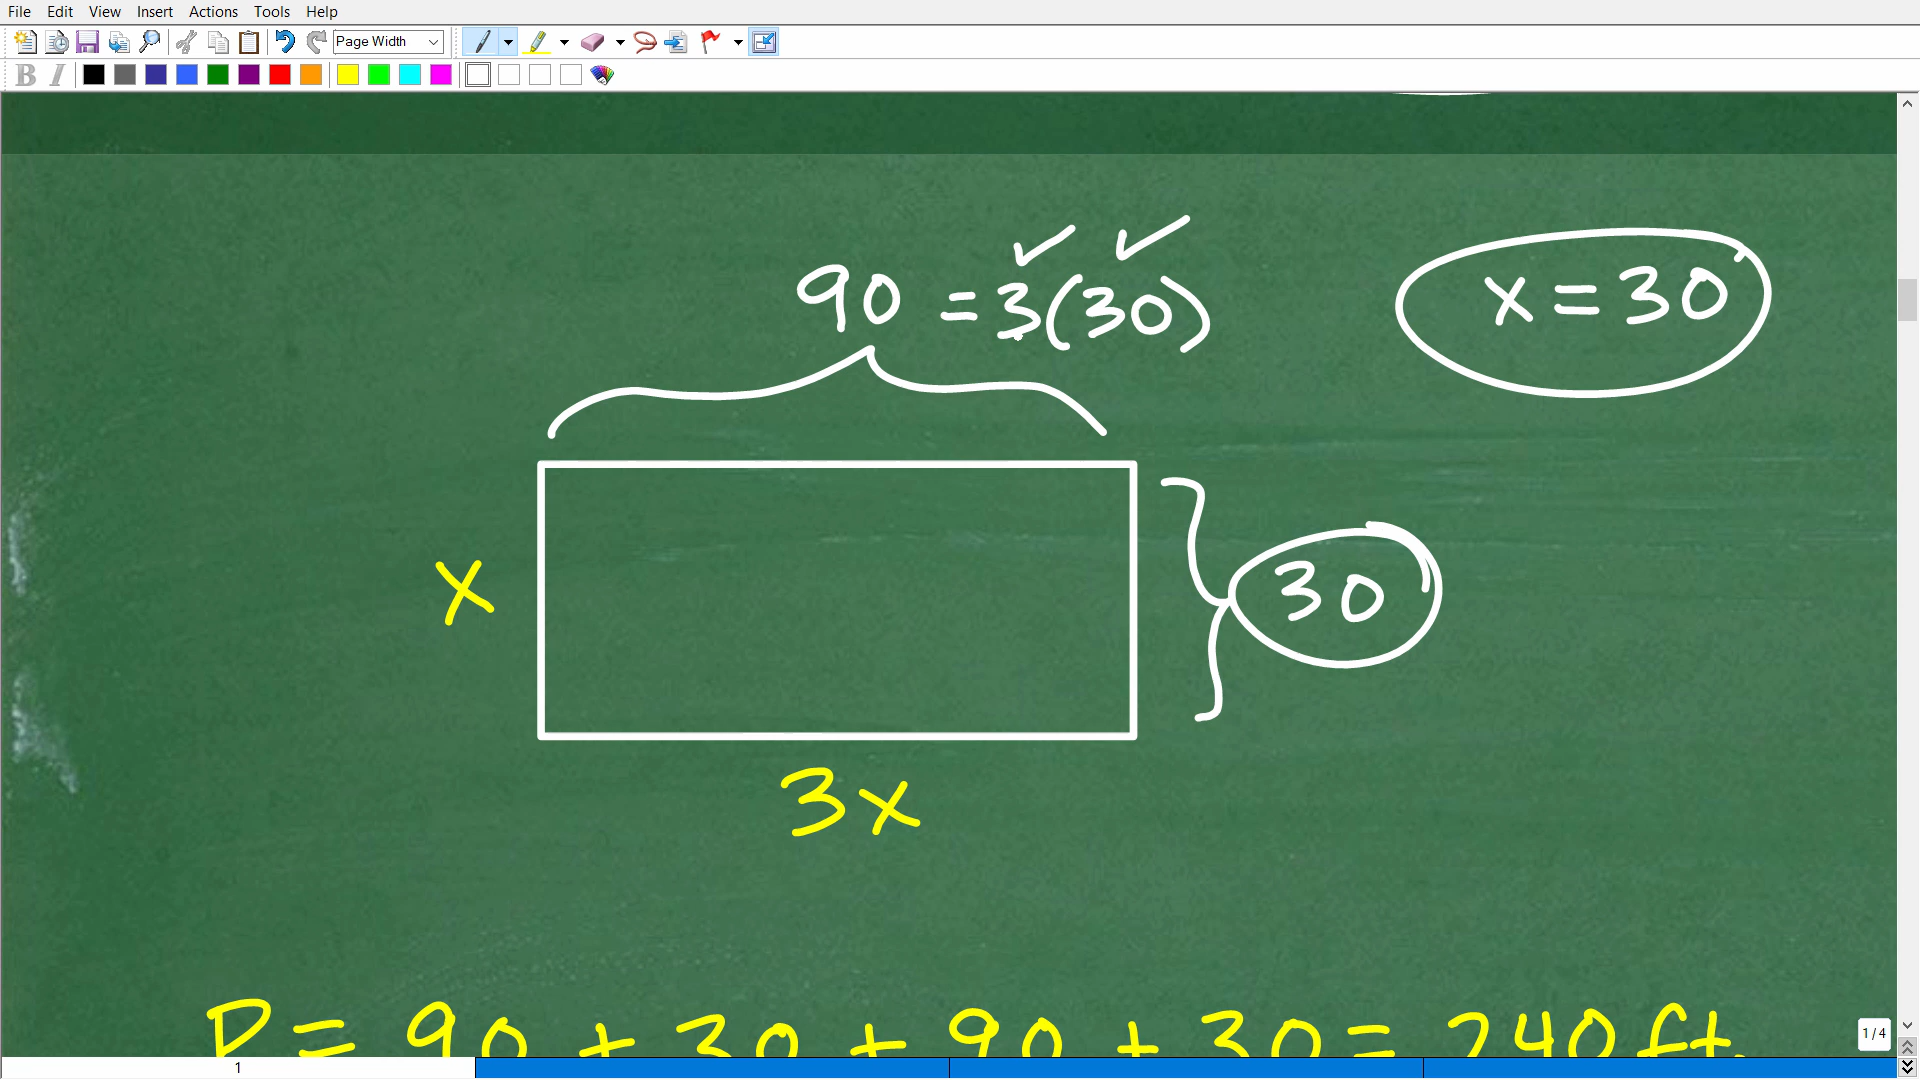 File Edit View Insert Actions Tools Help
Page Width
B I
90 = 3(30)
x = 30
x
30
3x
P = 90 + 30 + 90 + 30 = 240 ft.
1 / 4
1